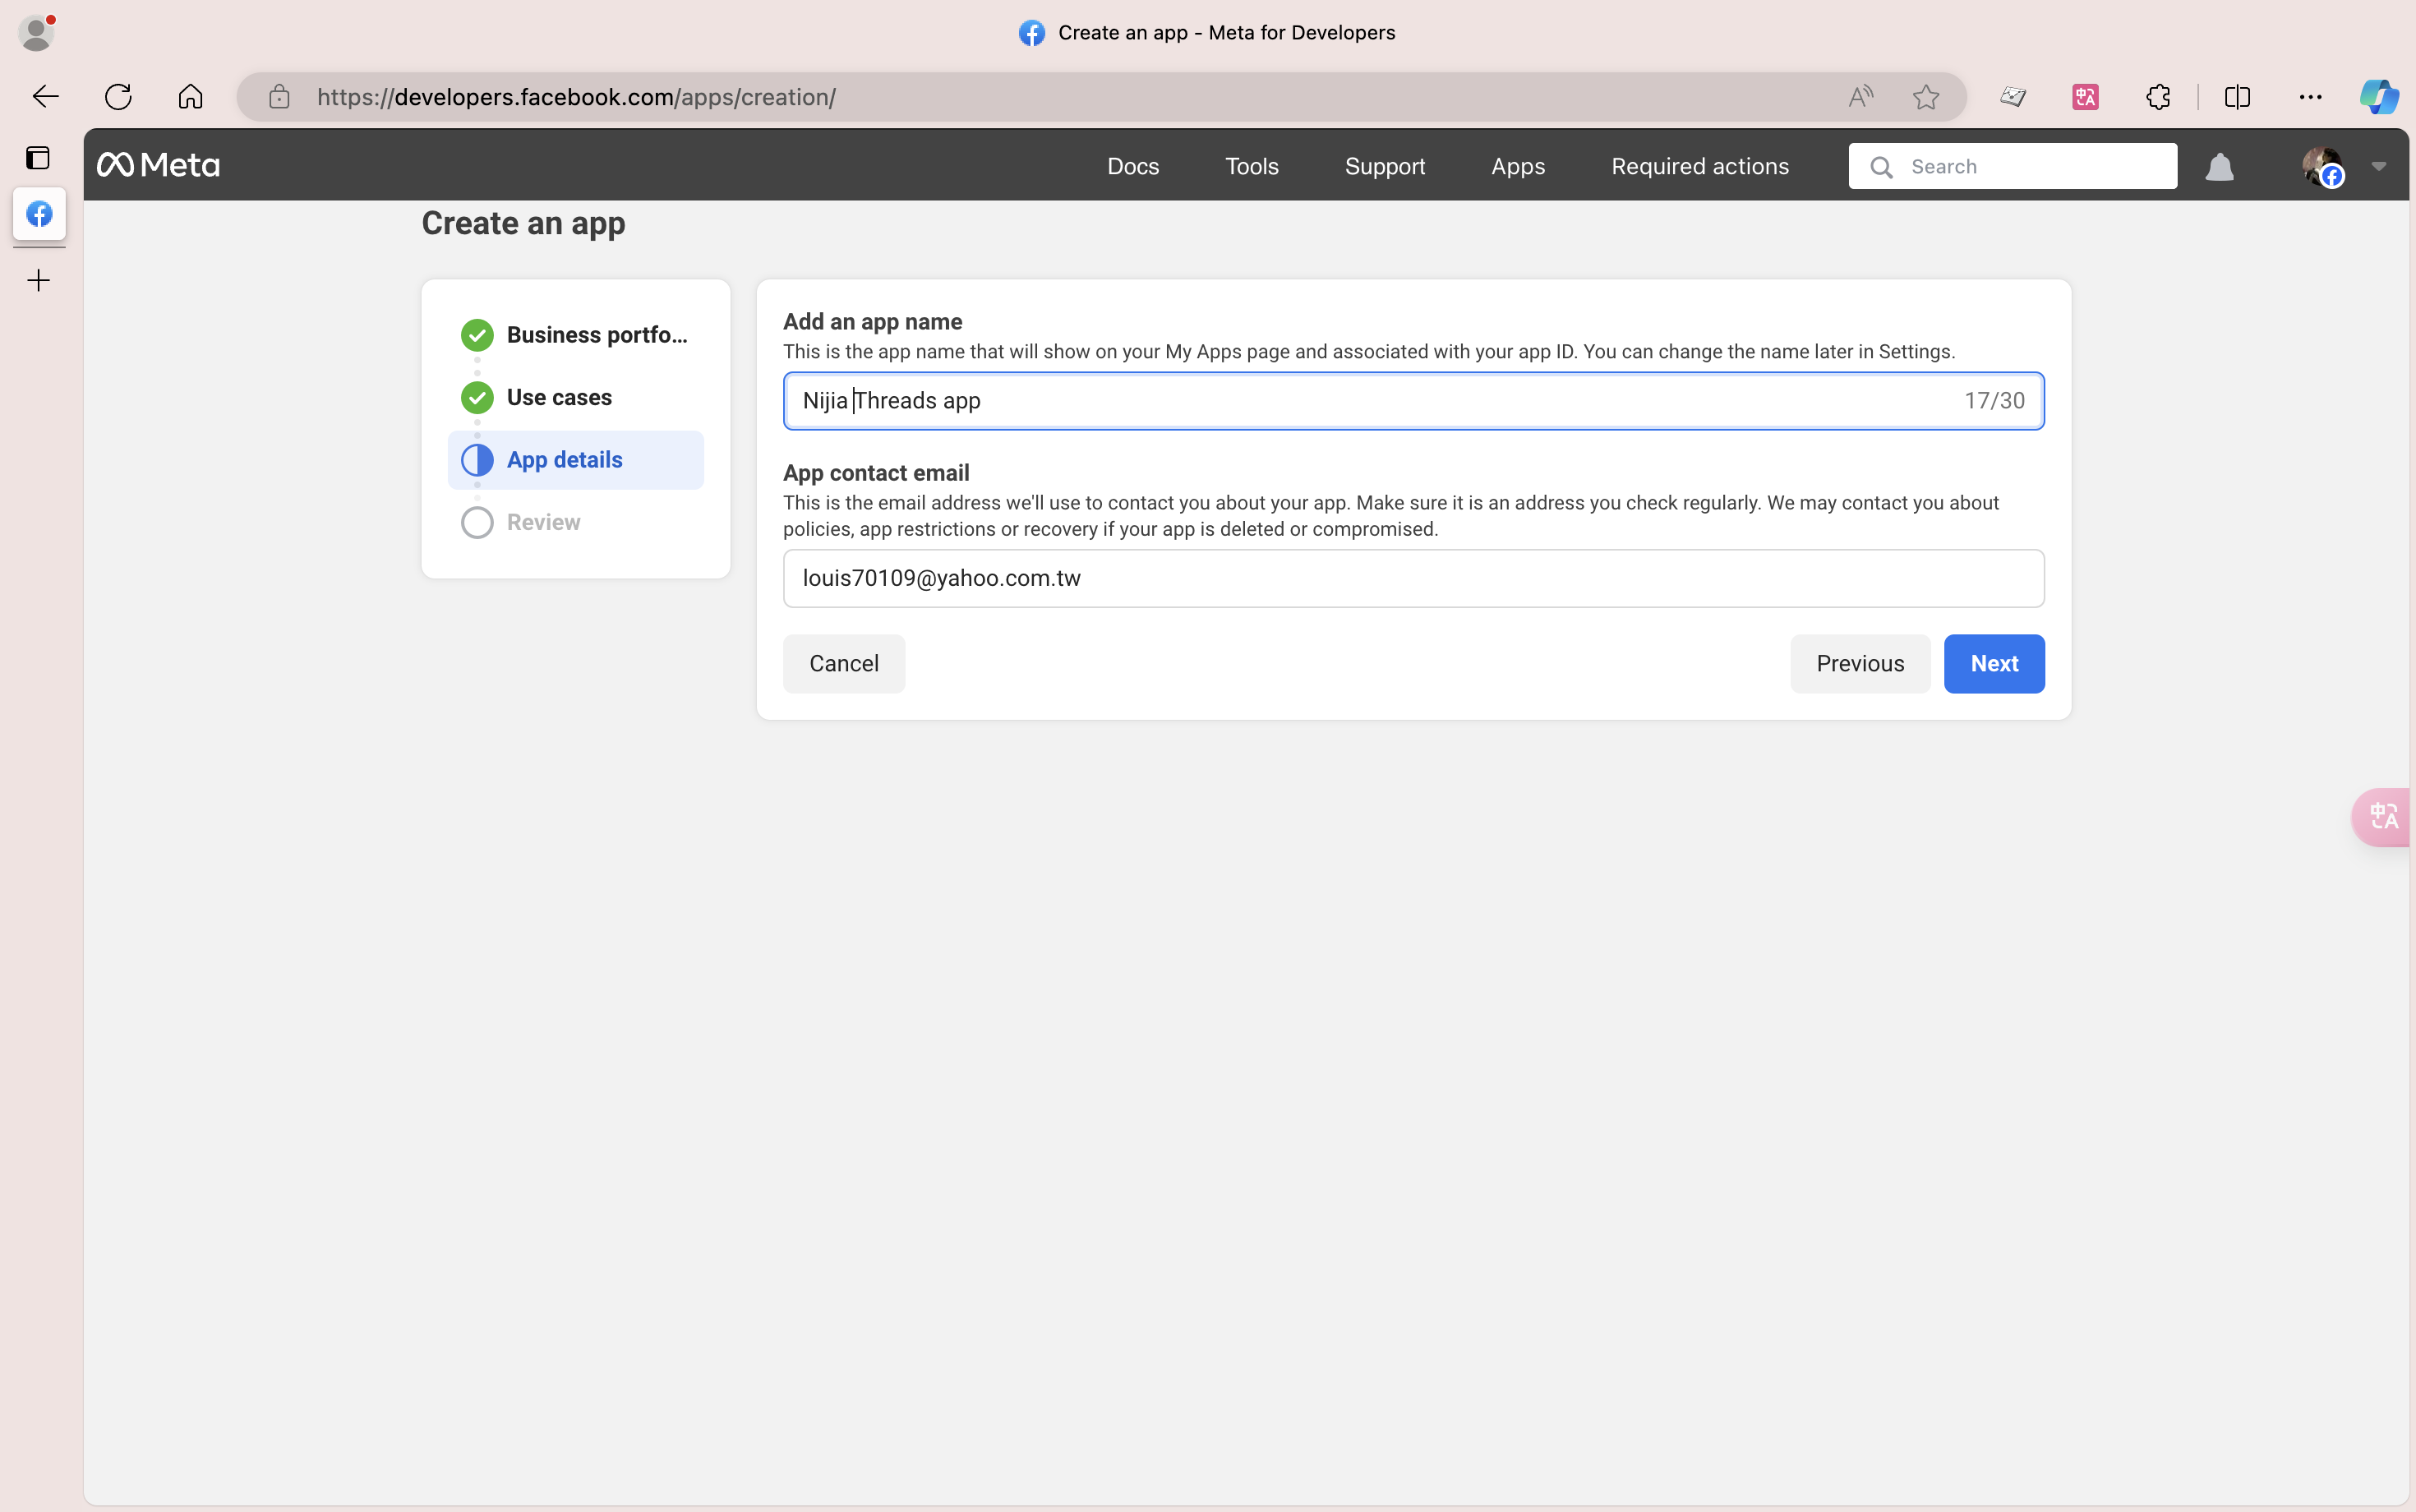 Create an app - Meta for Developers
https://developers.facebook.com/apps/creation/
Meta
Docs
Tools
Support
Apps
Required actions
Search
Create an app
Business portfo...
Use cases
App details
Review
Add an app name
This is the app name that will show on your My Apps page and associated with your app ID. You can change the name later in Settings.
Nijia Threads app
17/30
App contact email
This is the email address we'll use to contact you about your app. Make sure it is an address you check regularly. We may contact you about
policies, app restrictions or recovery if your app is deleted or compromised.
louis70109@yahoo.com.tw
Cancel
Previous
Next